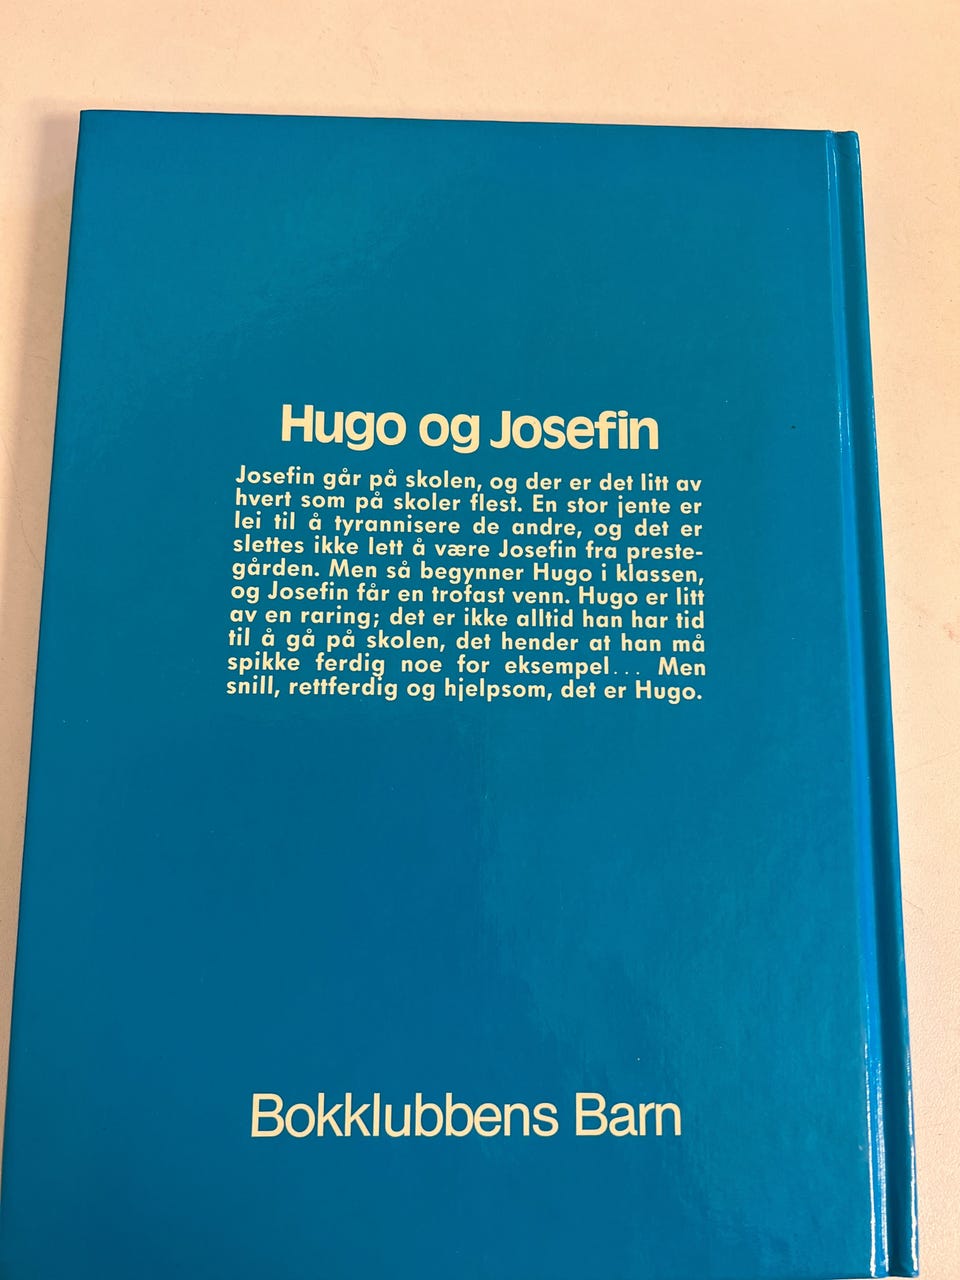 Hugo og Josefin
Josefin går på skolen, og der er det litt av
hvert som på skoler flest. En stor jente er
lei til å tyrannisere de andre, og det er
slettes ikke lett å være Josefin fra preste-
gården. Men så begynner Hugo i klassen,
og Josefin får en trofast venn. Hugo er litt
av en raring; det er ikke alltid han har tid
til å gå på skolen, det hender at han må
spikke ferdig noe for eksempel... Men
snill, rettferdig og hjelpsom, det er Hugo.
Bokklubbens Barn